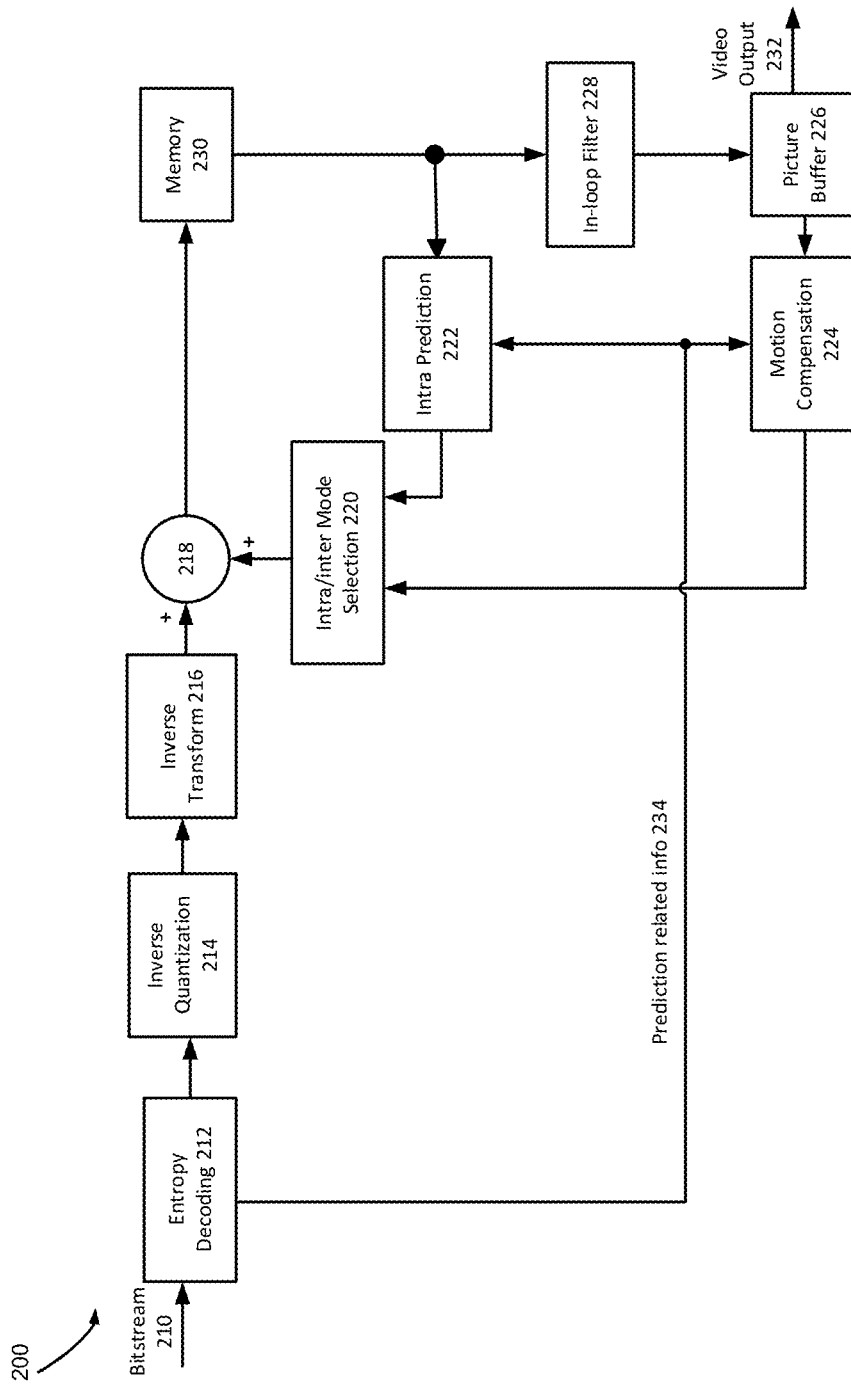 200
Bitstream
210
Entropy
Decoding 212
Inverse
Quantization
214
Inverse
Transform 216
+
218
+
Memory
230
Intra/inter Mode
Selection 220
Intra Prediction
222
In-loop Filter 228
Prediction related info 234
Motion
Compensation
224
Picture
Buffer 226
Video
Output
232